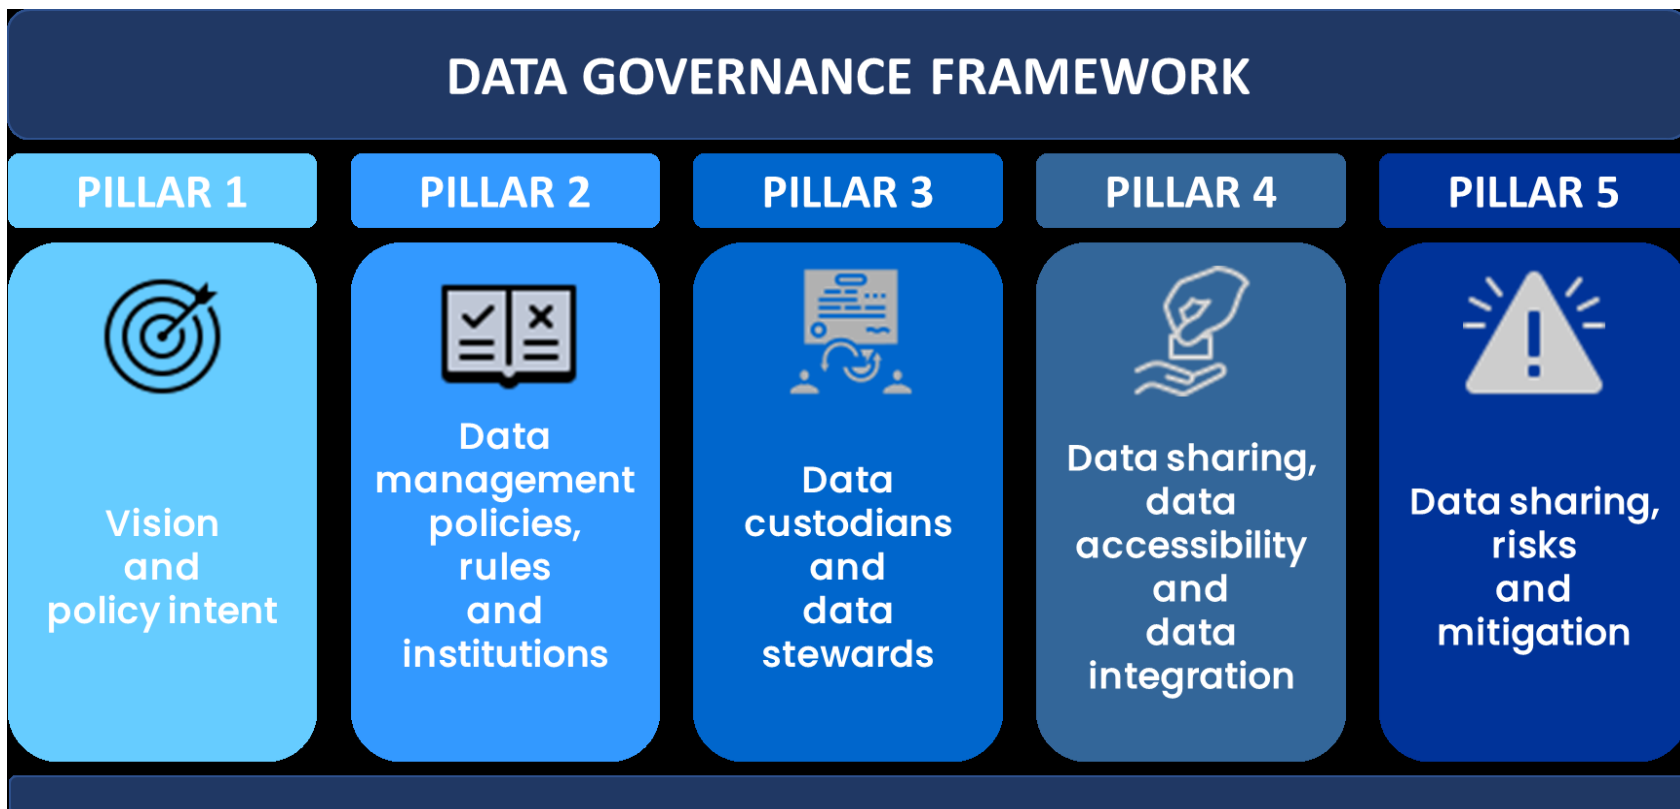 DATA GOVERNANCE FRAMEWORK
PILLAR 1
PILLAR 2
PILLAR 3
PILLAR 4
PILLAR 5
Vision
and
policy intent
Data
management
policies,
rules
and
institutions
Data
custodians
and
data
stewards
Data sharing,
data
accessibility
and
data
integration
Data sharing,
risks
and
mitigation